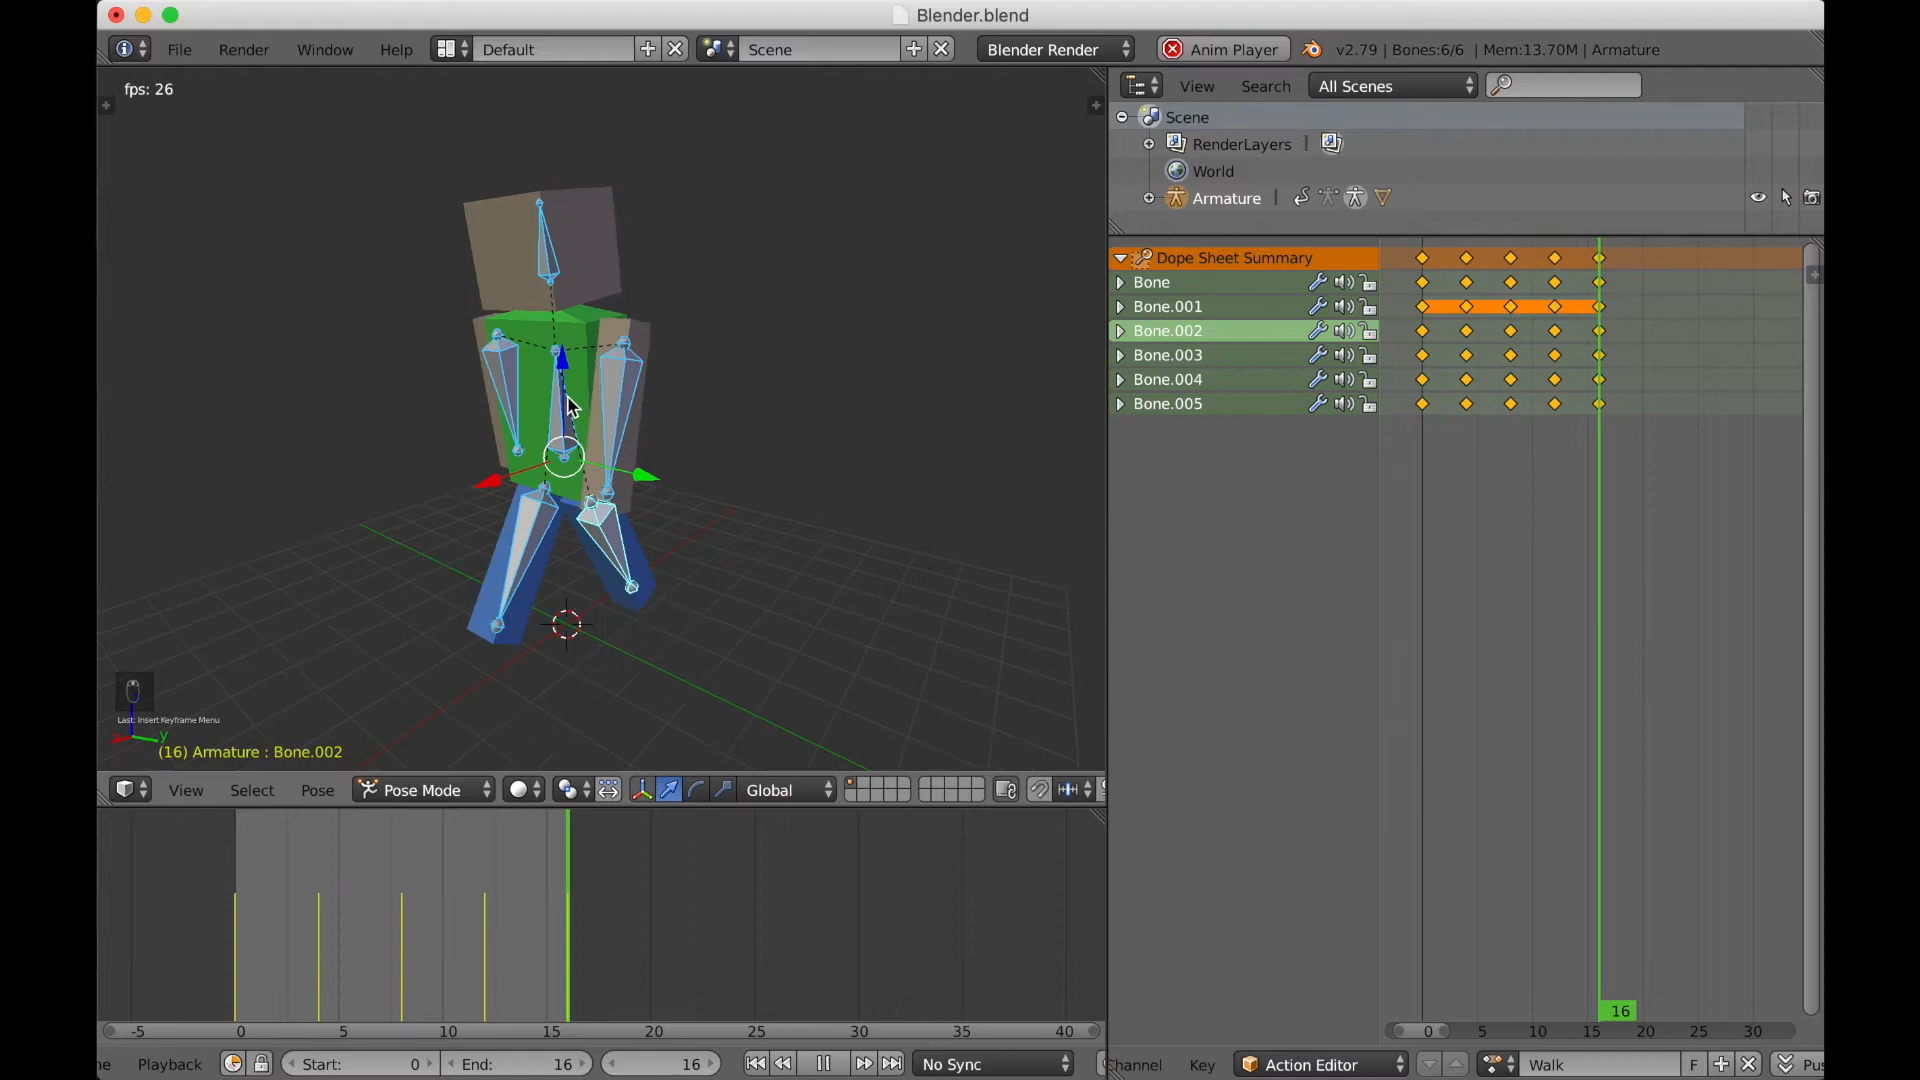 Blender.blend
File Render Window Help Default Scene Blender Render Anim Player v2.79 | Bones:6/6 | Mem:13.70M | Armature
fps: 26
View Search All Scenes
Scene
RenderLayers
World
Armature
Dope Sheet Summary
Bone
Bone.001
Bone.002
Bone.003
Bone.004
Bone.005
Last: Insert Keyframe Menu
x y
(16) Armature : Bone.002
View Select Pose Pose Mode Global
-5 0 5 10 15 20 25 30 35 40
16
0 5 10 15 20 25 30
ne Playback Start: 0 End: 16 16 No Sync
hannel Key Action Editor Walk F Pus